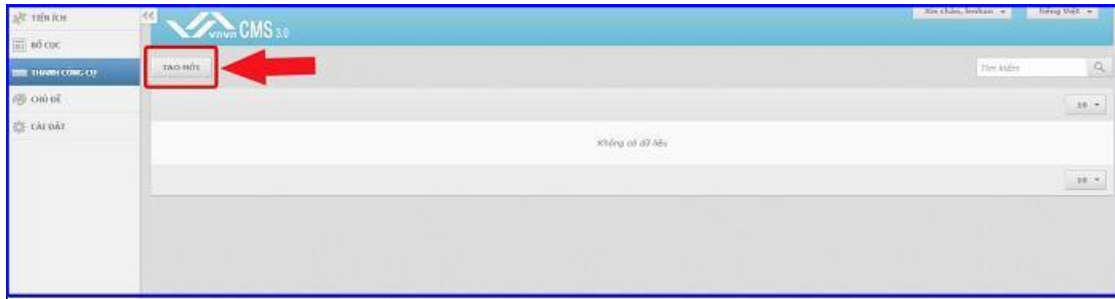 TIỆN ÍCH
BỐ CỤC
THANH CÔNG CỤ
CHỦ ĐỀ
CÀI ĐẶT
<<
vnvn CMS 3.0
Xin chào, Tiếng Việt
TẠO MỚI
Tìm kiếm
10
Không có dữ liệu
10